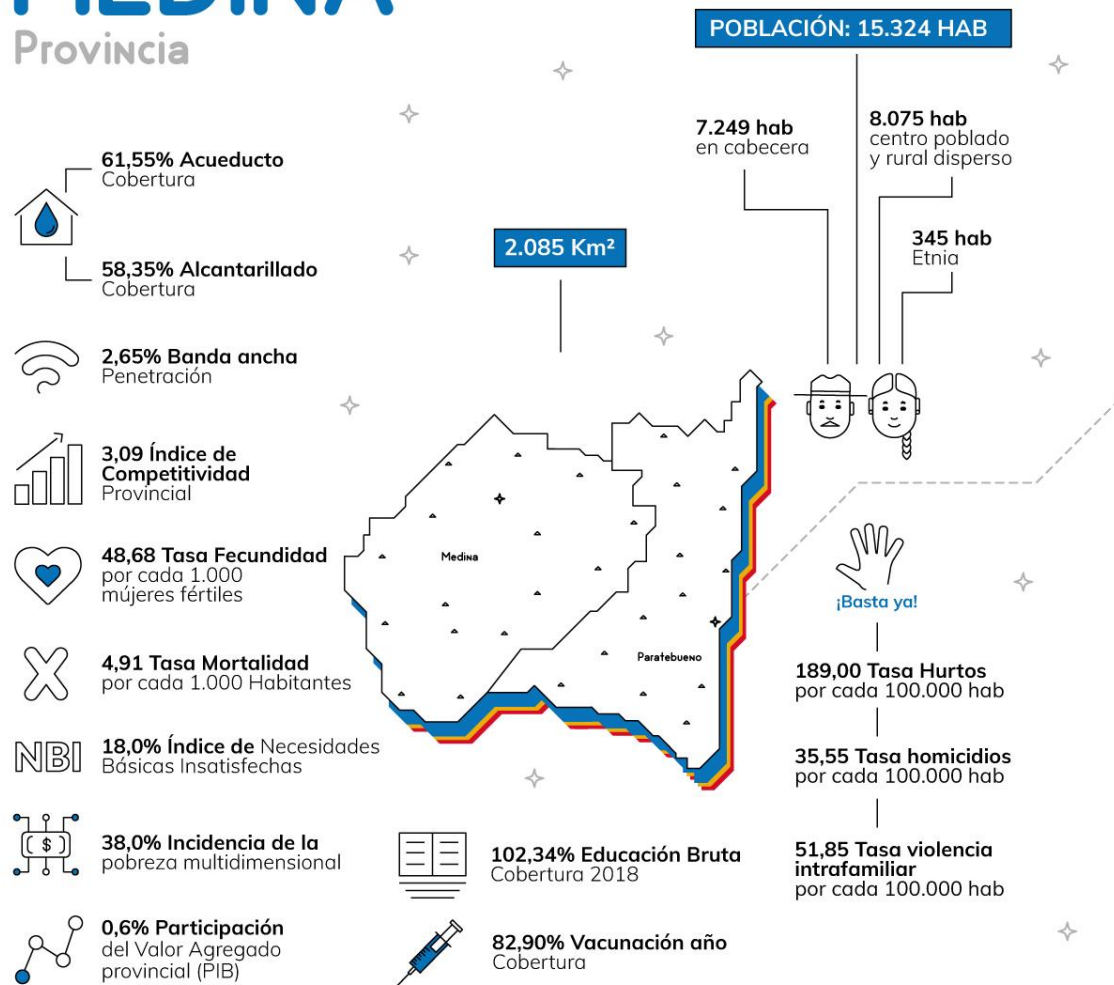 MEDINA
Provincia
POBLACIÓN: 15.324 HAB
7.249 hab
en cabecera
8.075 hab
centro poblado
y rural disperso
345 hab
Etnia
2.085 Km²
61,55% Acueducto
Cobertura
58,35% Alcantarillado
Cobertura
2,65% Banda ancha
Penetración
3,09 Índice de
Competitividad
Provincial
48,68 Tasa Fecundidad
por cada 1.000
mújeres fértiles
4,91 Tasa Mortalidad
por cada 1.000 Habitantes
NBI
18,0% Índice de Necesidades
Básicas Insatisfechas
$
38,0% Incidencia de la
pobreza multidimensional
0,6% Participación
del Valor Agregado
provincial (PIB)
Medina
Paratebueno
102,34% Educación Bruta
Cobertura 2018
82,90% Vacunación año
Cobertura
¡Basta ya!
189,00 Tasa Hurtos
por cada 100.000 hab
35,55 Tasa homicidios
por cada 100.000 hab
51,85 Tasa violencia
intrafamiliar
por cada 100.000 hab